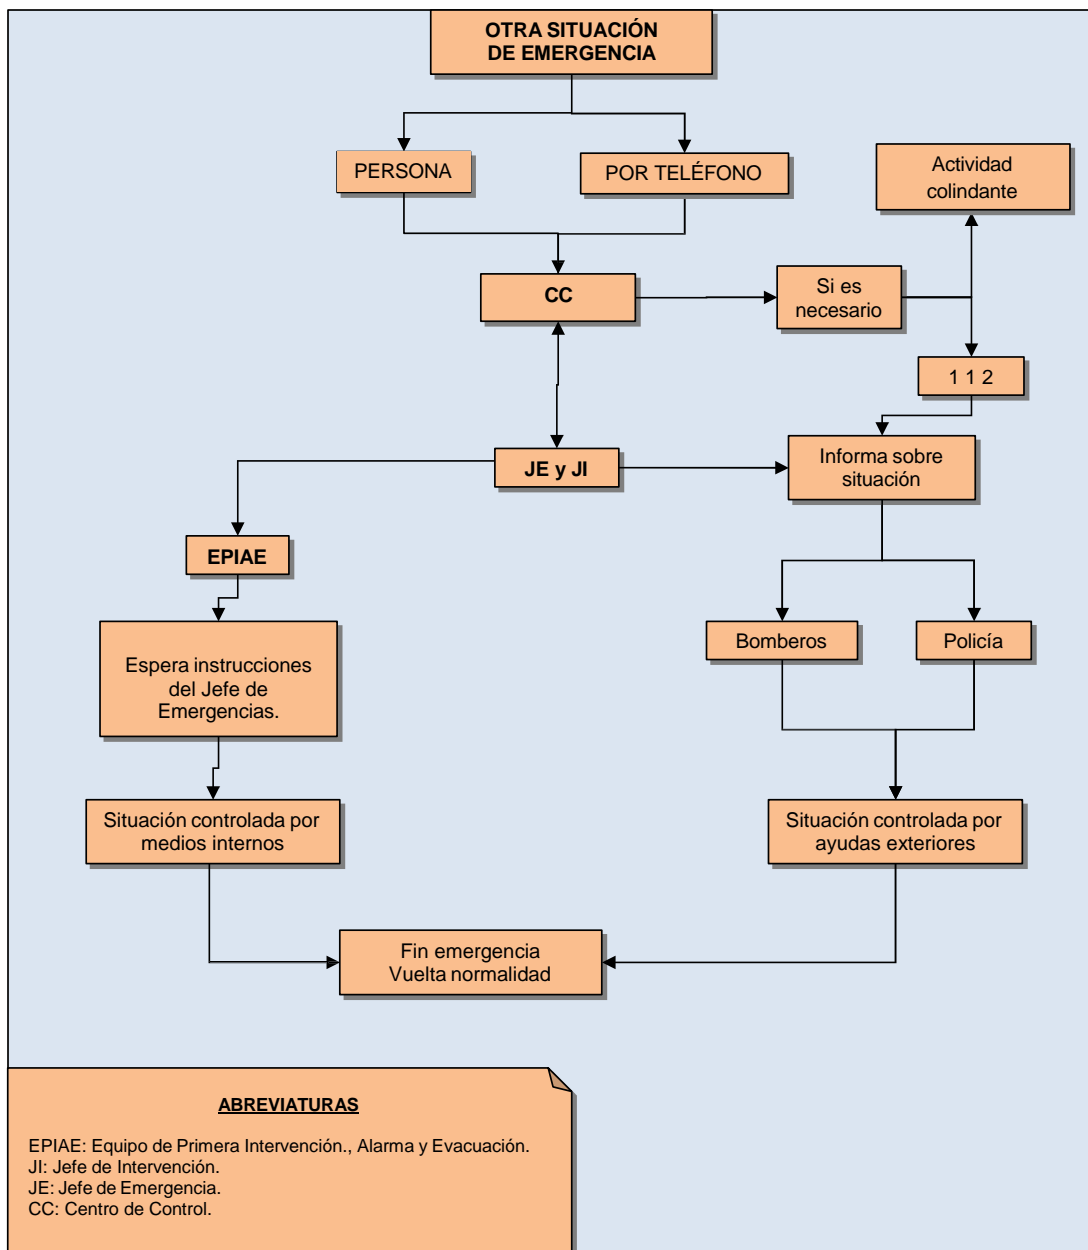 OTRA SITUACIÓN
DE EMERGENCIA
PERSONA
POR TELÉFONO
Actividad
colindante
CC
Si es
necesario
1 1 2
JE y JI
Informa sobre
situación
EPIAE
Espera instrucciones
del Jefe de
Emergencias.
Bomberos
Policía
Situación controlada por
medios internos
Situación controlada por
ayudas exteriores
Fin emergencia
Vuelta normalidad
ABREVIATURAS
EPIAE: Equipo de Primera Intervención., Alarma y Evacuación.
JI: Jefe de Intervención.
JE: Jefe de Emergencia.
CC: Centro de Control.